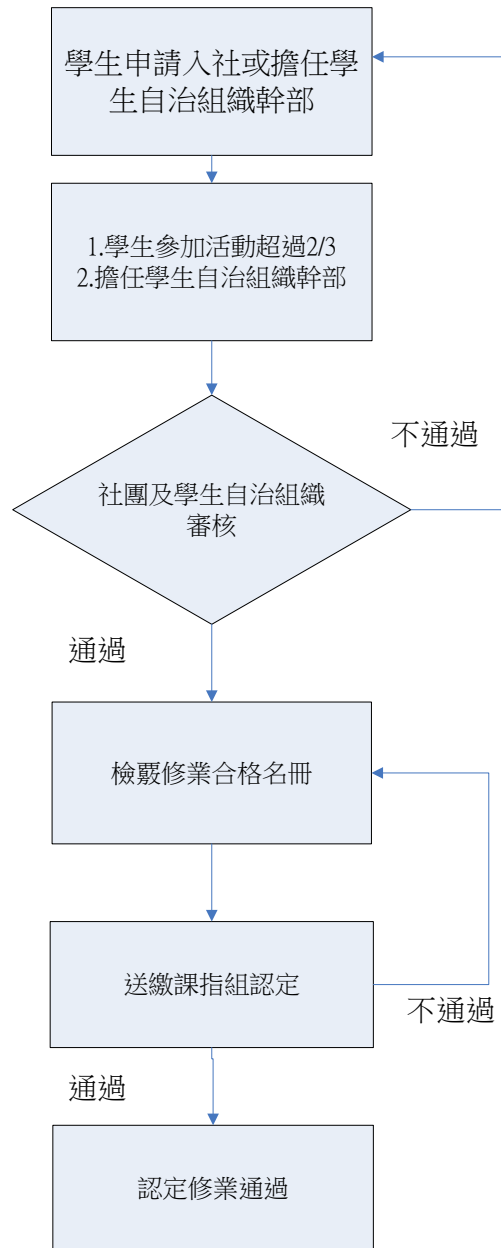 學生申請入社或擔任學
生自治組織幹部
1.學生參加活動超過2/3
2.擔任學生自治組織幹部
不通過
社團及學生自治組織
審核
通過
檢覈修業合格名冊
送繳課指組認定
不通過
通過
認定修業通過